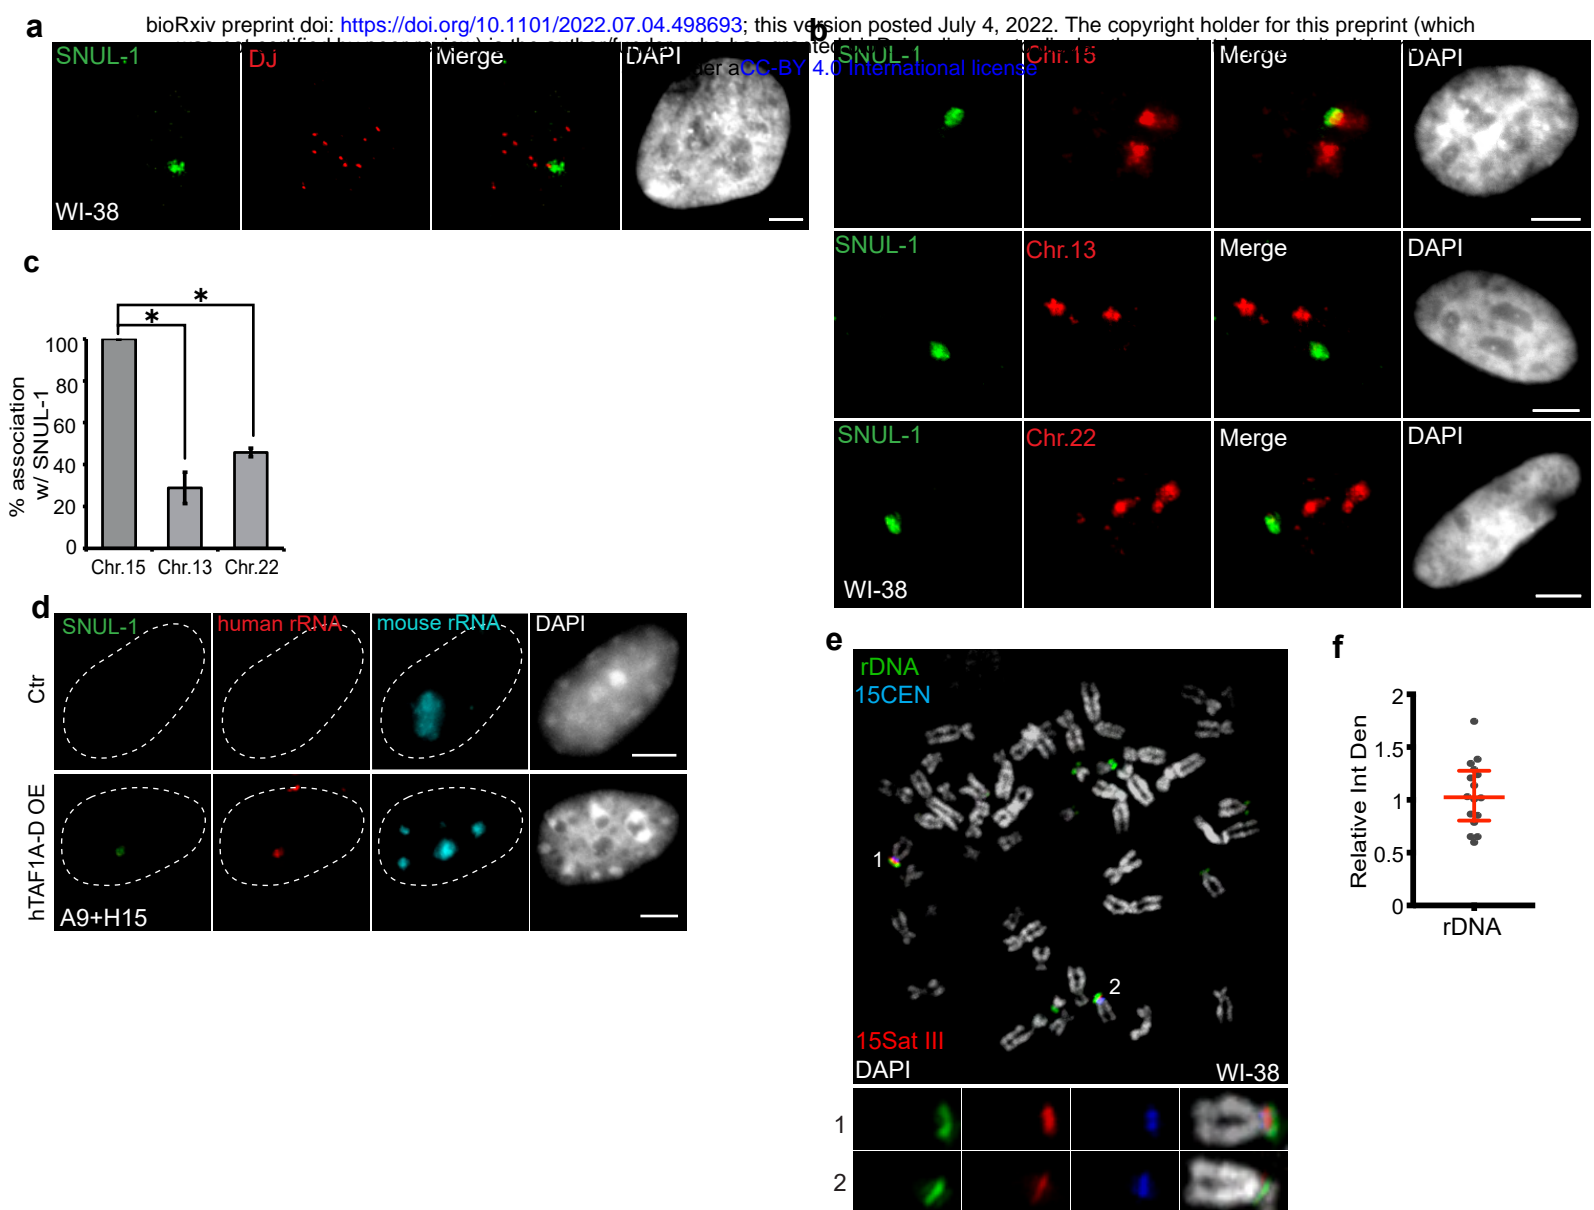 bioRxiv preprint doi: https://doi.org/10.1101/2022.07.04.498693; this version posted July 4, 2022. The copyright holder for this preprint (which
aCC-BY 4.0 International license
a
SNUL-1
DJ
Merge
DAPI
WI-38
b
SNUL-1
Chr.15
Merge
DAPI
SNUL-1
Chr.13
Merge
DAPI
SNUL-1
Chr.22
Merge
DAPI
WI-38
c
*
*
% association
w/ SNUL-1
100
80
60
40
20
0
Chr.15 Chr.13 Chr.22
d
SNUL-1
human rRNA
mouse rRNA
DAPI
Ctr
hTAF1A-D OE
A9+H15
e
rDNA
15CEN
1
2
15Sat III
DAPI
WI-38
1
2
f
Relative Int Den
2
1.5
1
0.5
0
rDNA